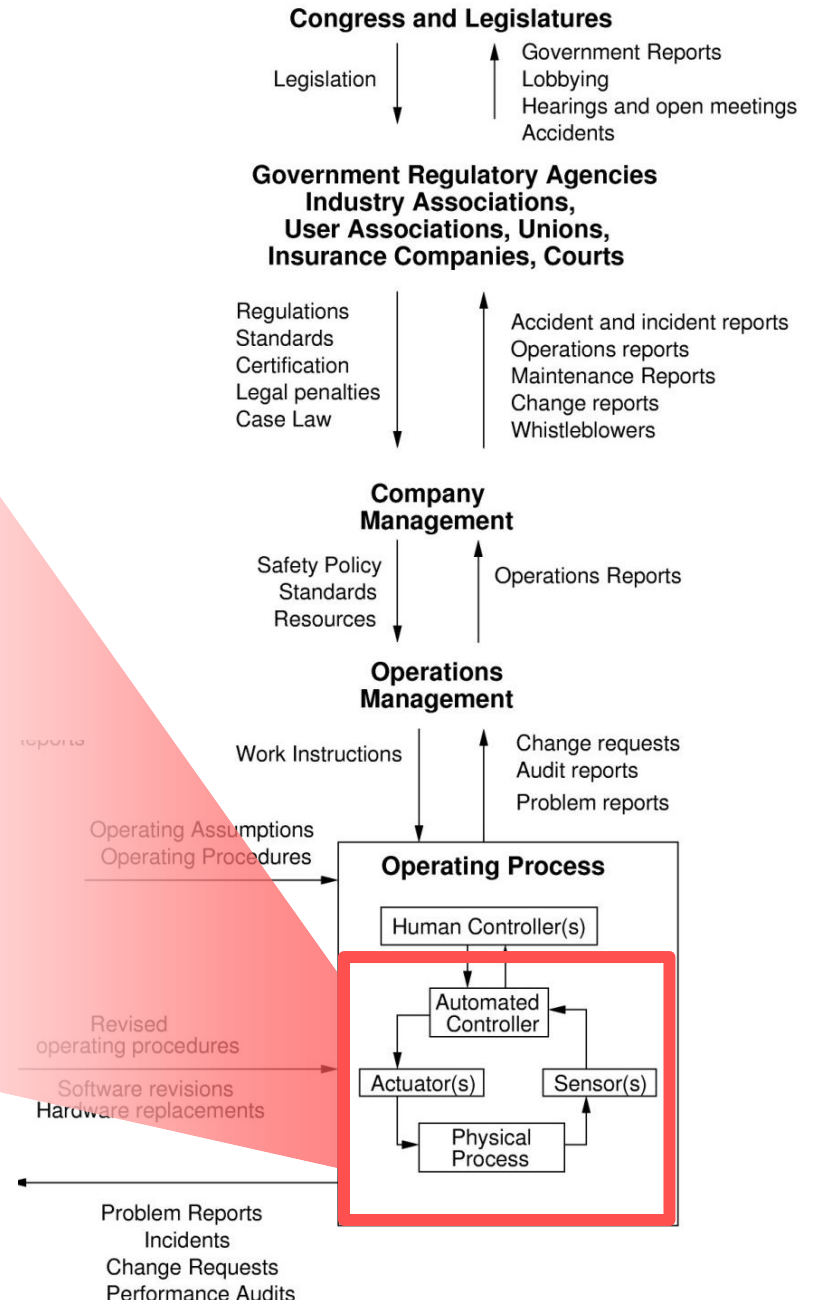 Congress and Legislatures
Legislation
Government Reports
Lobbying
Hearings and open meetings
Accidents
Government Regulatory Agencies
Industry Associations,
User Associations, Unions,
Insurance Companies, Courts
Regulations
Standards
Certification
Legal penalties
Case Law
Accident and incident reports
Operations reports
Maintenance Reports
Change reports
Whistleblowers
Company
Management
Safety Policy
Standards
Resources
Operations Reports
Operations
Management
Work Instructions
Change requests
Audit reports
Problem reports
Operating Assumptions
Operating Procedures
Operating Process
Human Controller(s)
Automated
Controller
Actuator(s)
Sensor(s)
Physical
Process
Revised
operating procedures
Software revisions
Hardware replacements
Problem Reports
Incidents
Change Requests
Performance Audits